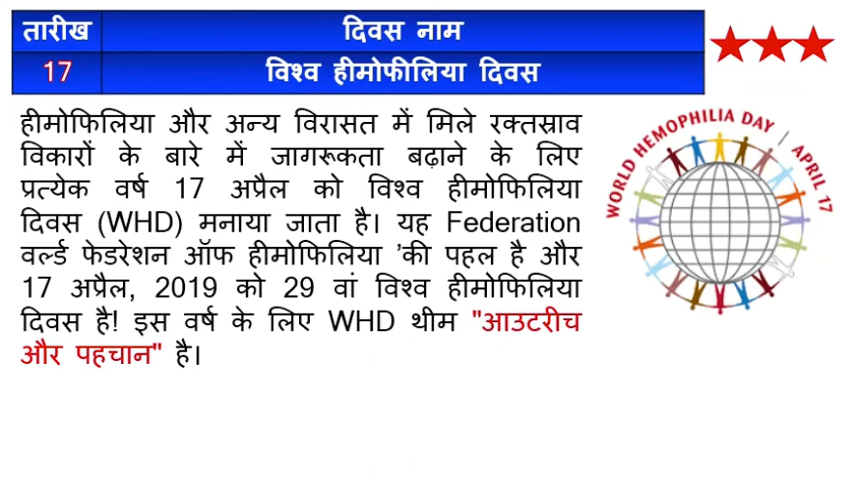 तारीख दिवस नाम
17 विश्व हीमोफीलिया दिवस
हीमोफिलिया और अन्य विरासत में मिले रक्तस्राव
विकारों के बारे में जागरूकता बढ़ाने के लिए
प्रत्येक वर्ष 17 अप्रैल को विश्व हीमोफिलिया
दिवस (WHD) मनाया जाता है। यह Federation
वर्ल्ड फेडरेशन ऑफ हीमोफिलिया ’की पहल है और
17 अप्रैल, 2019 को 29 वां विश्व हीमोफिलिया
दिवस है! इस वर्ष के लिए WHD थीम "आउटरीच
और पहचान" है।
WORLD HEMOPHILIA DAY / APRIL 17